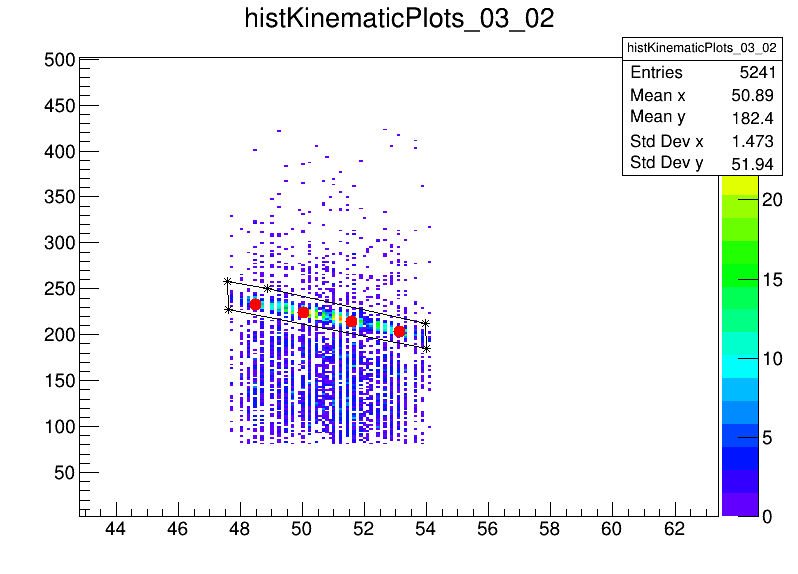 histKinematicPlots_03_02
histKinematicPlots_03_02
Entries 5241
Mean x 50.89
Mean y 182.4
Std Dev x 1.473
Std Dev y 51.94
500
450
400
350
300
250
200
150
100
50
44 46 48 50 52 54 56 58 60 62
20
15
10
5
0